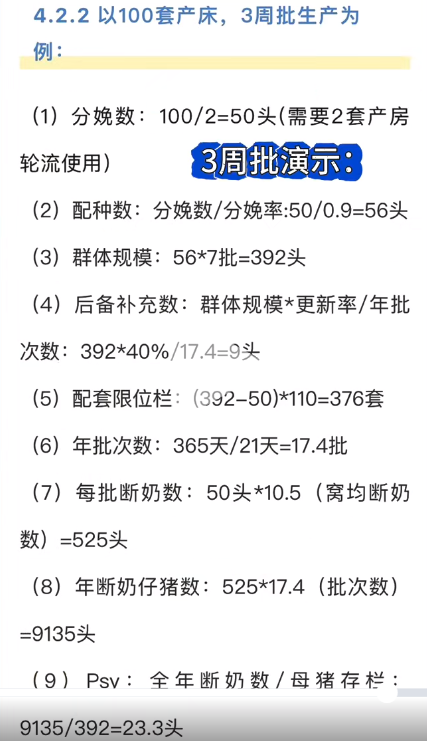 4.2.2 以100套产床，3周批生产为
例：
（1）分娩数：100/2=50头(需要2套产房
轮流使用）
3周批演示：
（2）配种数：分娩数/分娩率:50/0.9=56头
（3）群体规模：56*7批=392头
（4）后备补充数：群体规模*更新率/年批
次数：392*40%/17.4=9头
（5）配套限位栏：(392-50)*110=376套
（6）年批次数：365天/21天=17.4批
（7）每批断奶数：50头*10.5（窝均断奶
数）=525头
（8）年断奶仔猪数：525*17.4（批次数）
=9135头
（9）Psy：全年断奶数/母猪存栏：
9135/392=23.3头